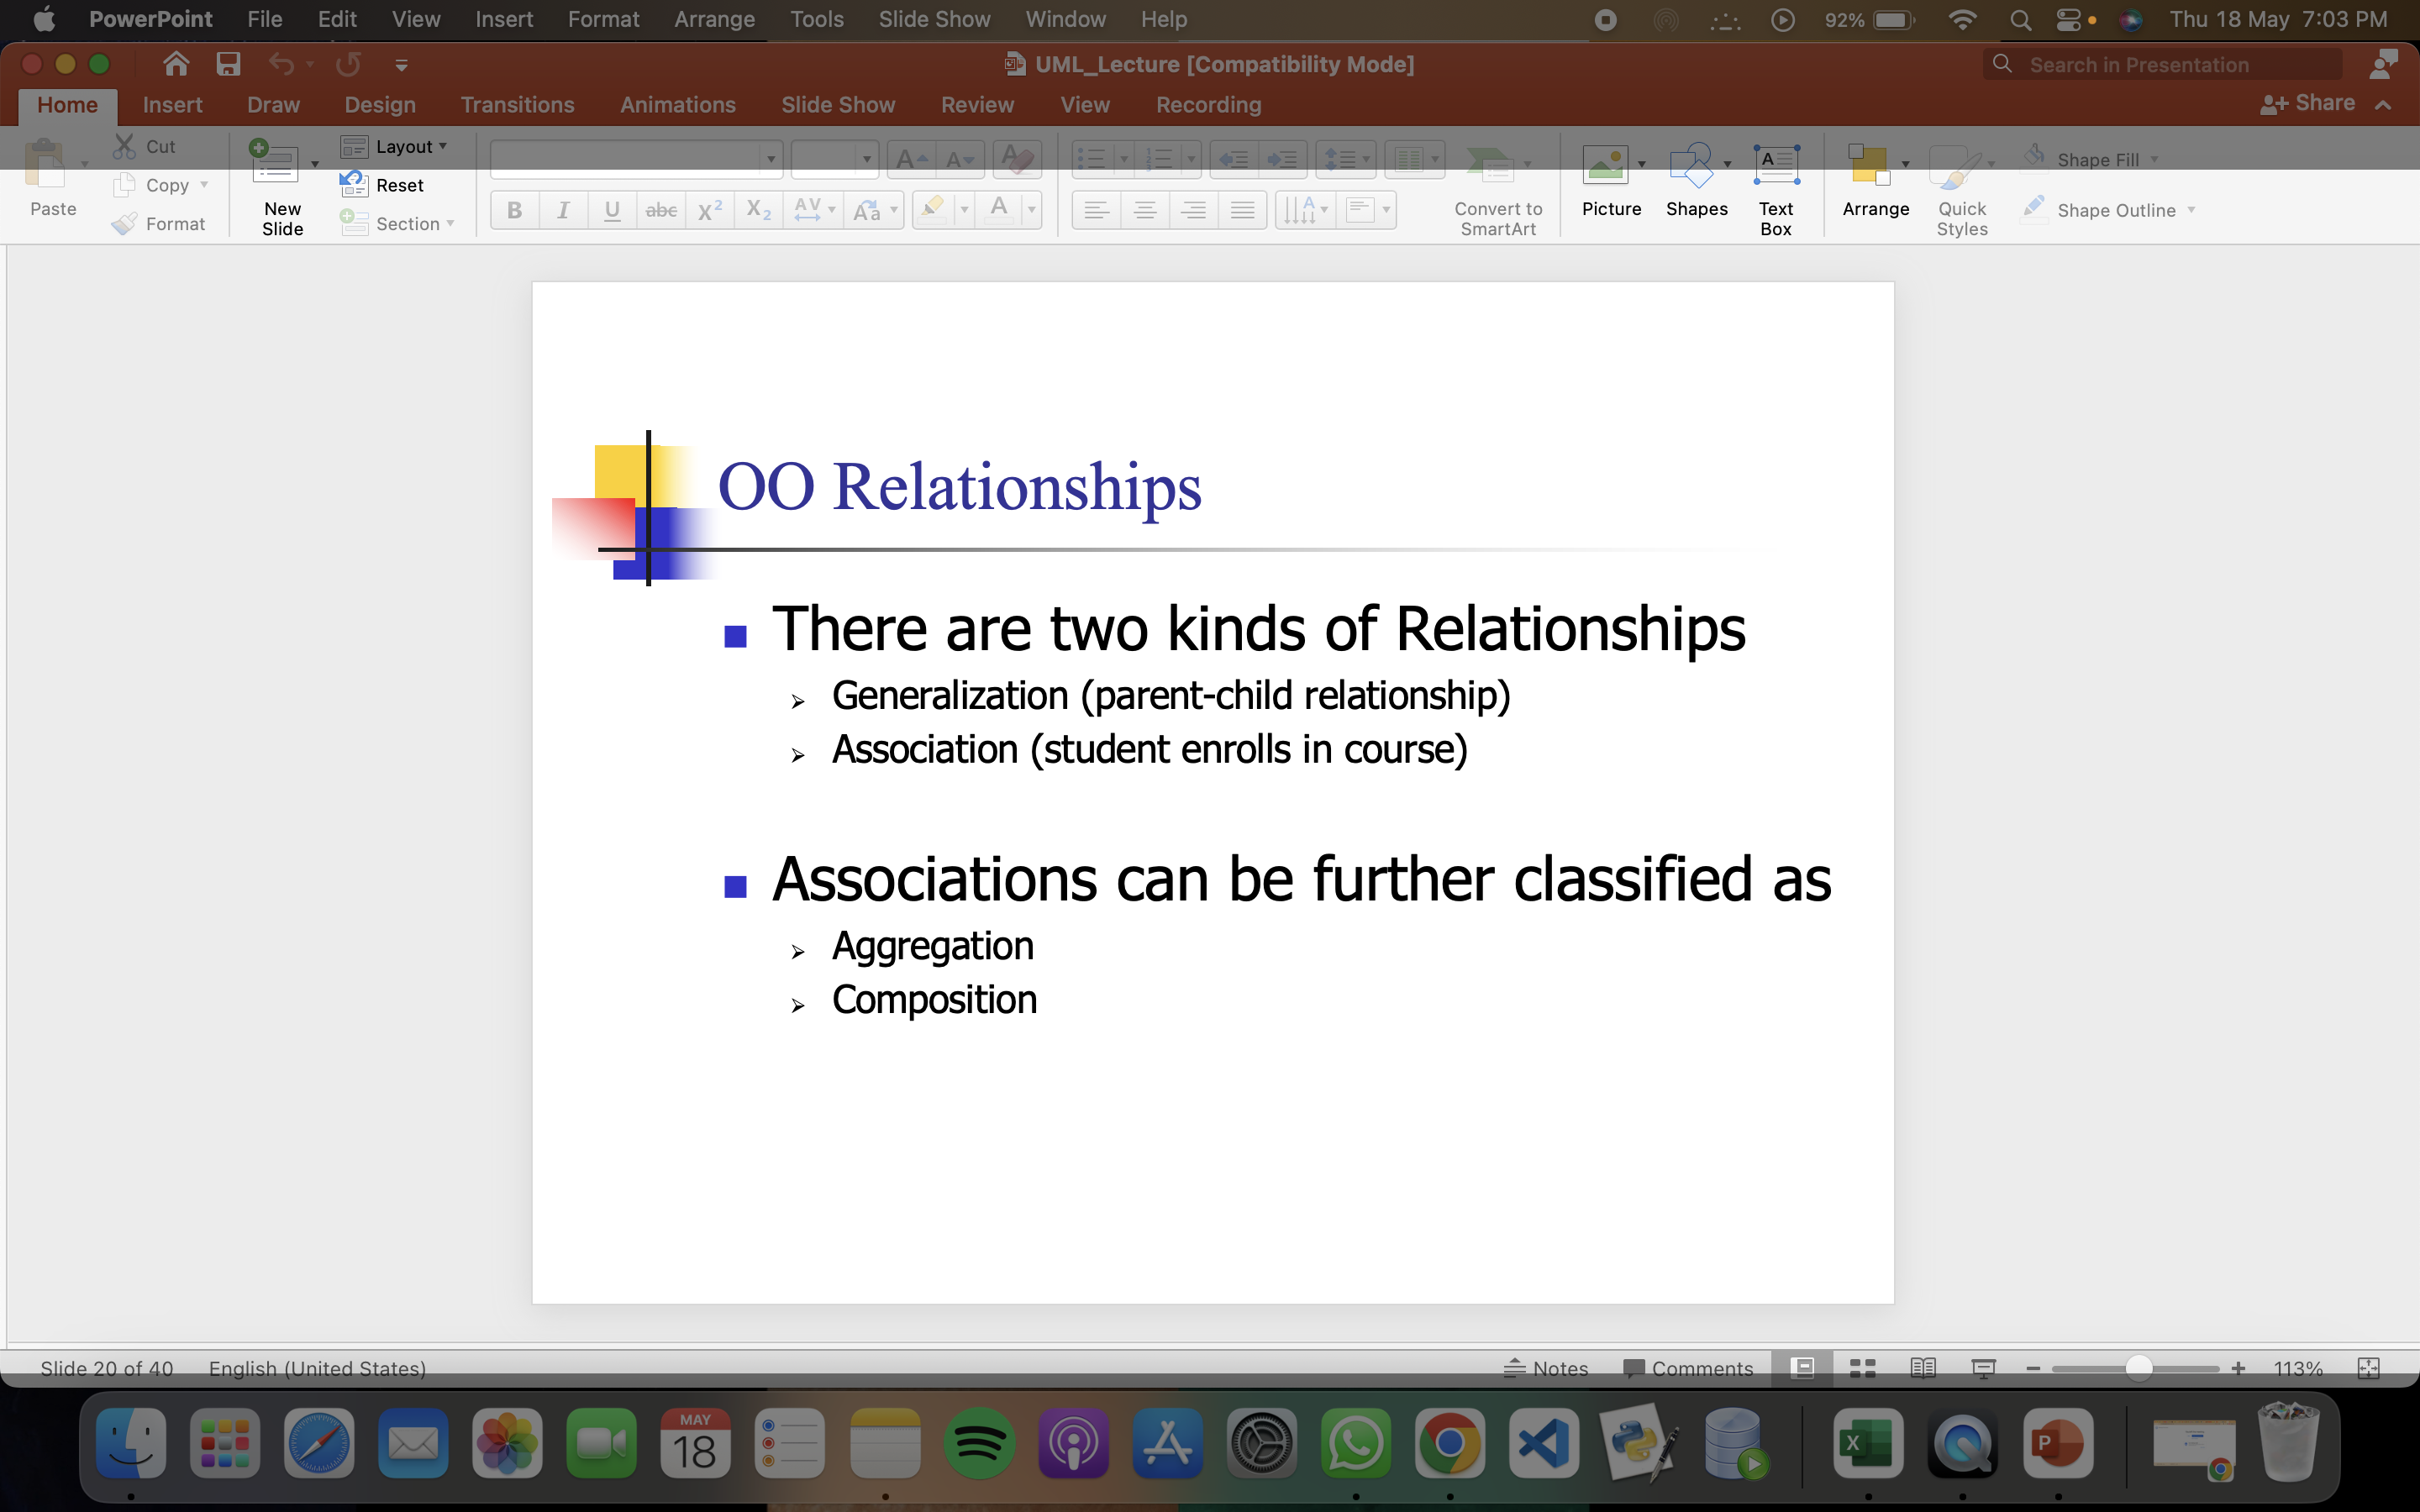 PowerPoint File Edit View Insert Format Arrange Tools Slide Show Window Help 92% Thu 18 May 7:03 PM
UML_Lecture [Compatibility Mode] Search in Presentation
Home Insert Draw Design Transitions Animations Slide Show Review View Recording Share
Cut Layout Shape Fill
Copy Reset
Paste New Slide Format Section Convert to SmartArt Picture Shapes Text Box Arrange Quick Styles Shape Outline
OO Relationships
There are two kinds of Relationships
Generalization (parent-child relationship)
Association (student enrolls in course)
Associations can be further classified as
Aggregation
Composition
Slide 20 of 40 English (United States) Notes Comments 113%
MAY
18